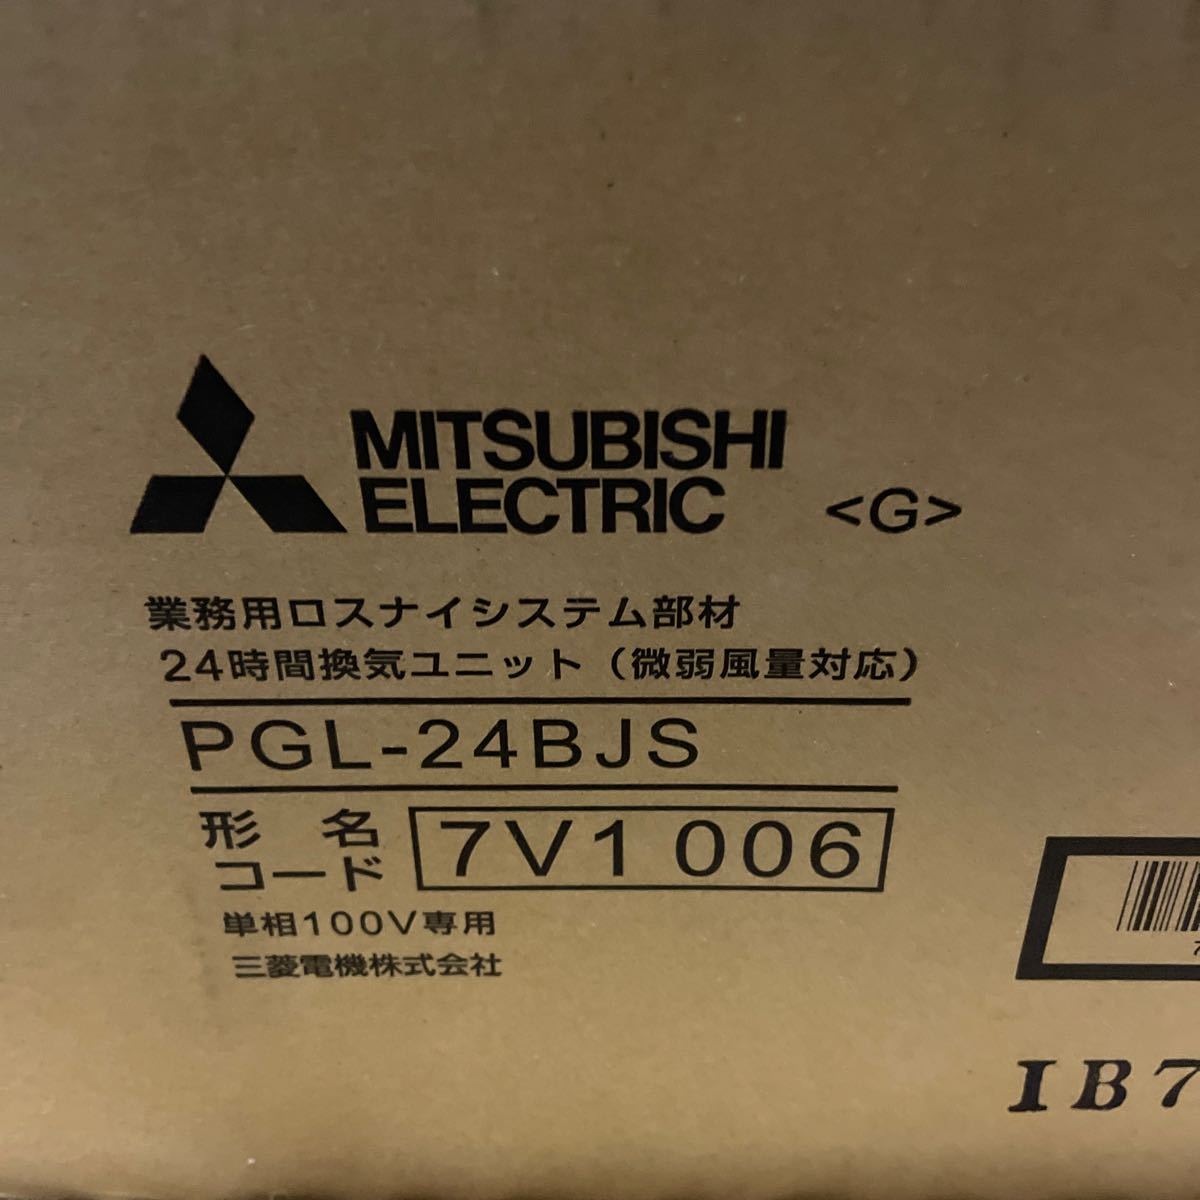 MITSUBISHI
ELECTRIC <G>
業務用ロスナイシステム部材
24時間換気ユニット（微弱風量対応）
PGL-24BJS
形名
コード 7V1 006
単相100V専用
三菱電機株式会社
7
IB7